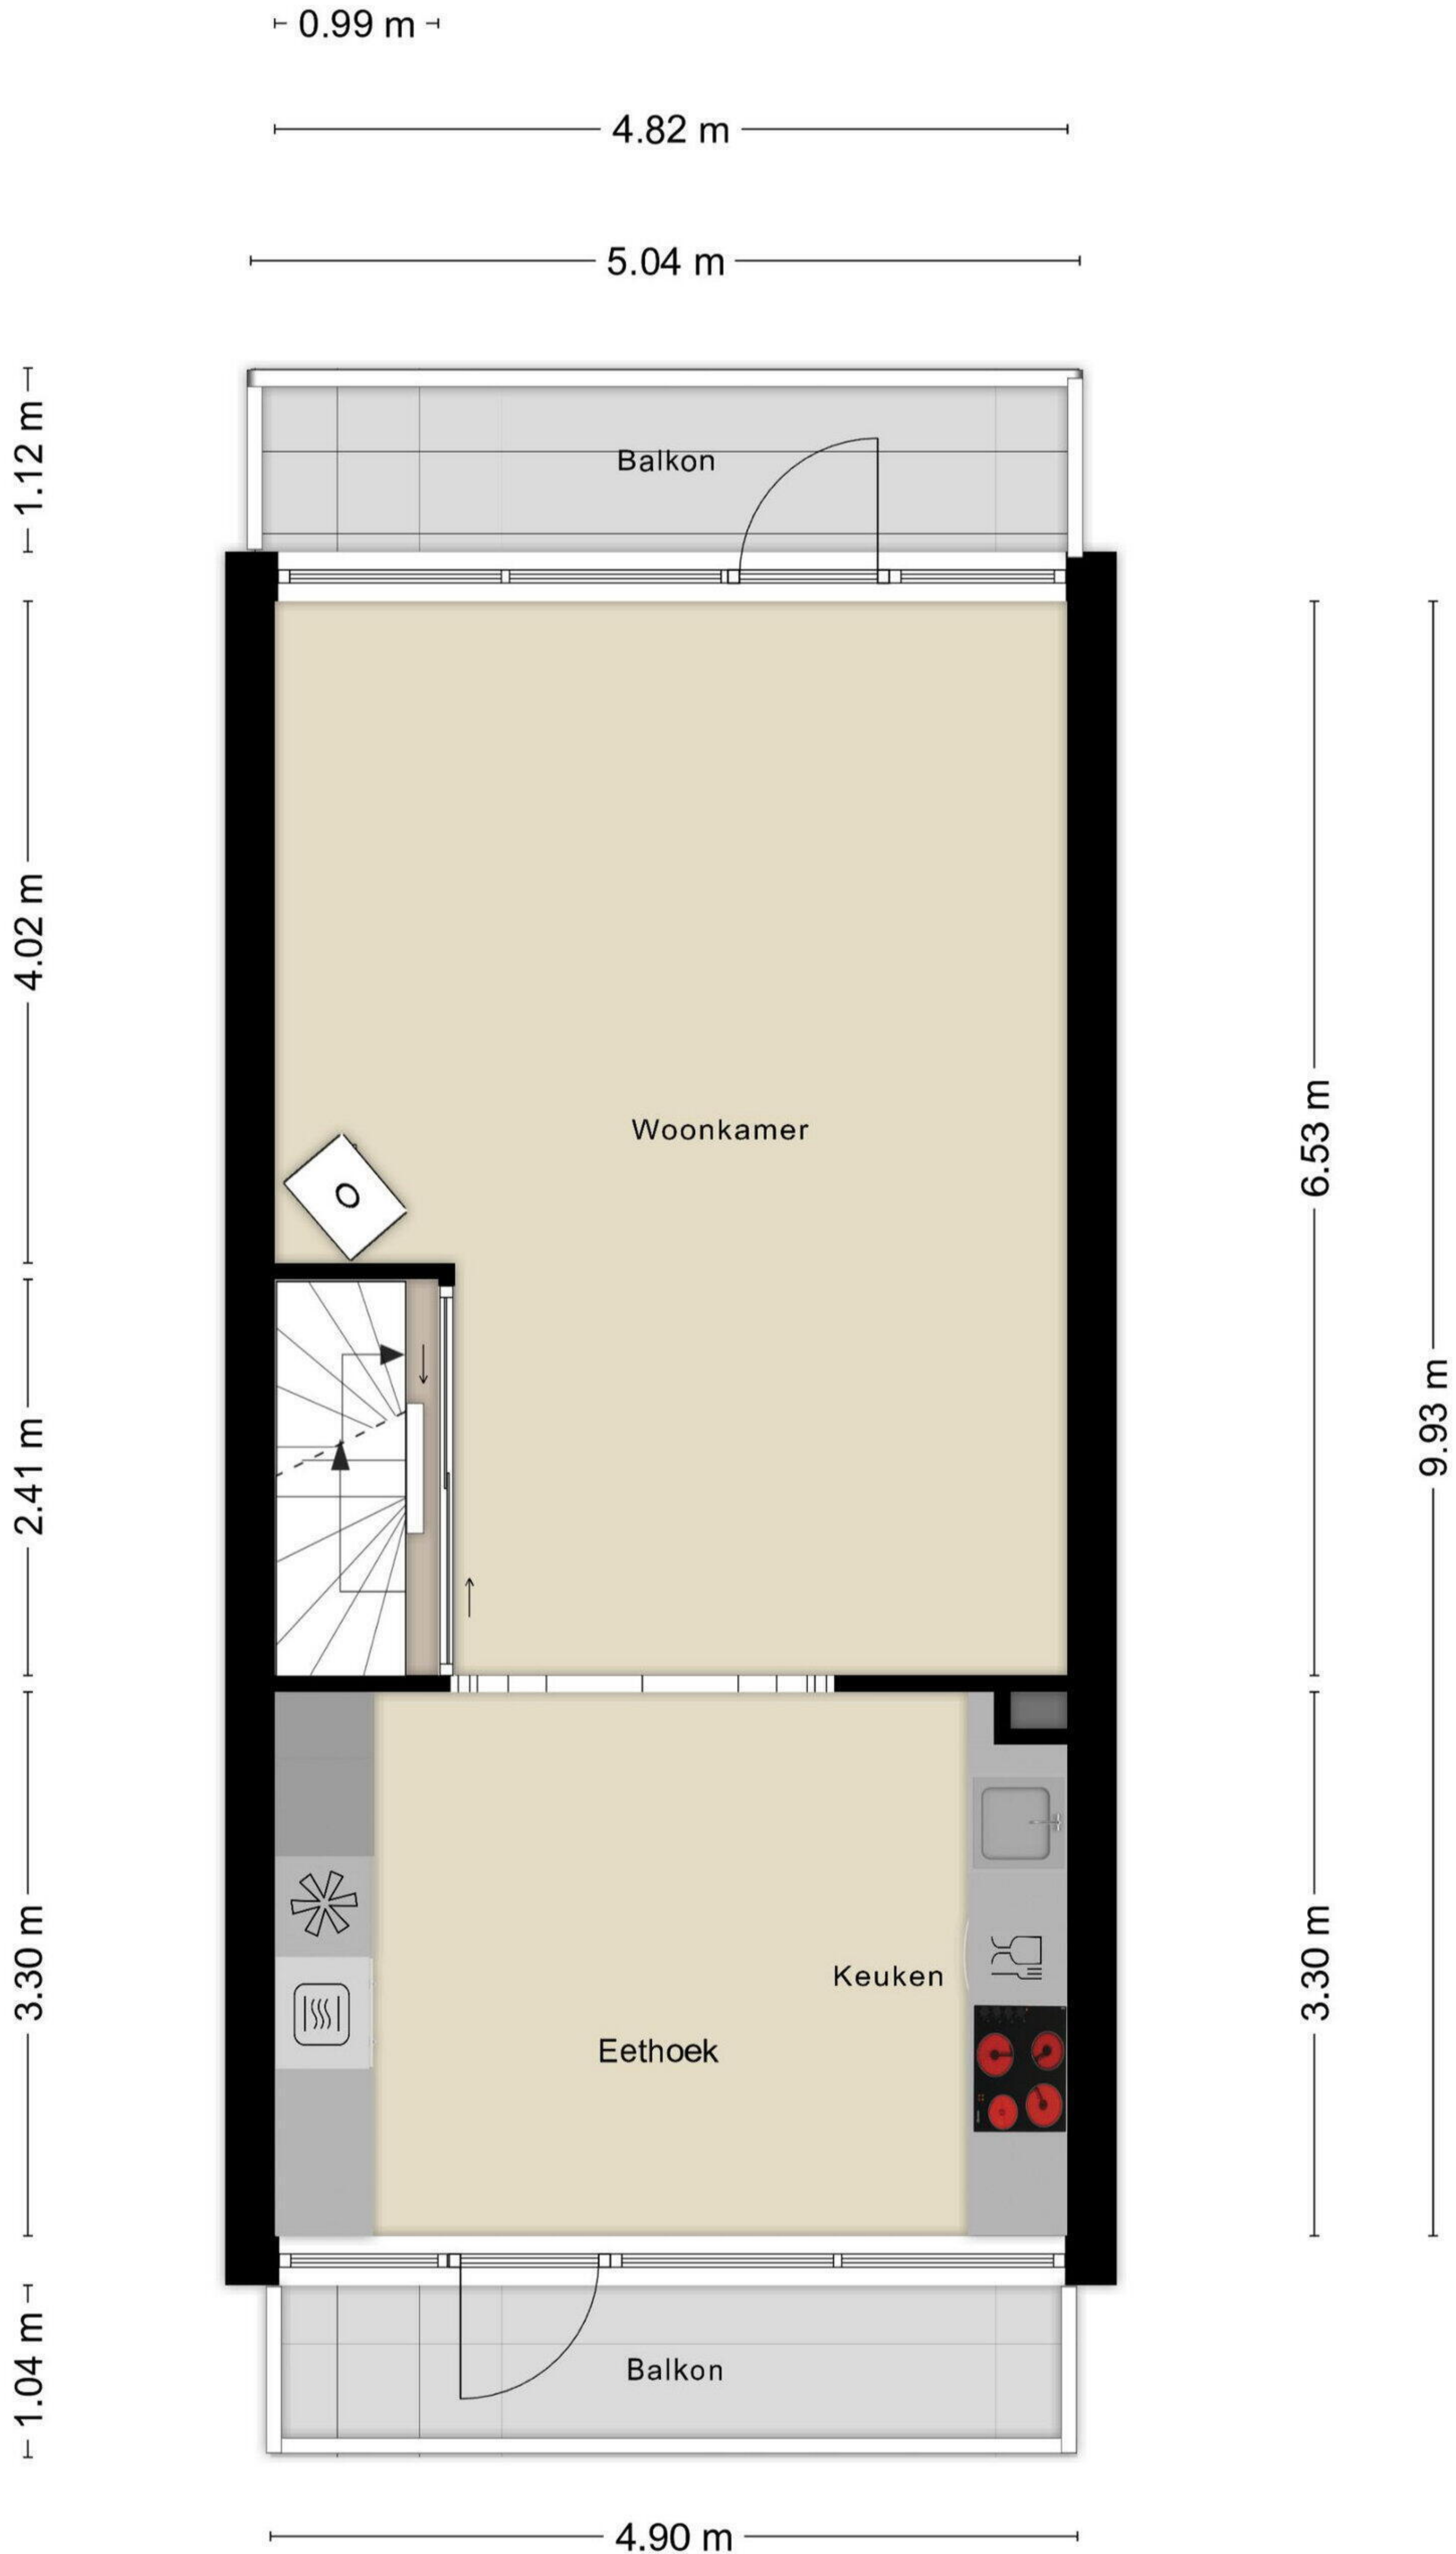 0.99 m
4.82 m
5.04 m
1.12 m
Balkon
4.02 m
Woonkamer
6.53 m
9.93 m
2.41 m
3.30 m
Keuken
3.30 m
Eethoek
1.04 m
Balkon
4.90 m